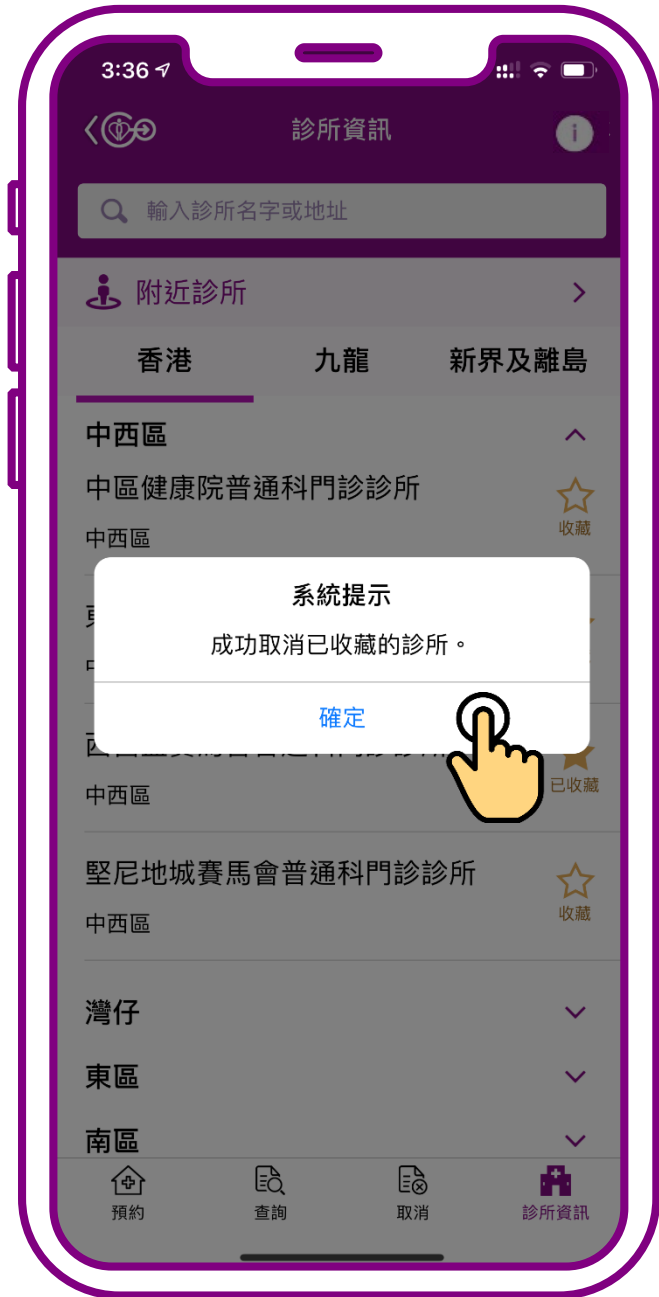 3:36
診所資訊
i
輸入診所名字或地址
附近診所
香港 九龍 新界及離島
中西區
中區健康院普通科門診診所
收藏
中西區
系統提示
成功取消已收藏的診所。
確定
已收藏
中西區
堅尼地城賽馬會普通科門診診所
收藏
中西區
灣仔
東區
南區
預約 查詢 取消 診所資訊